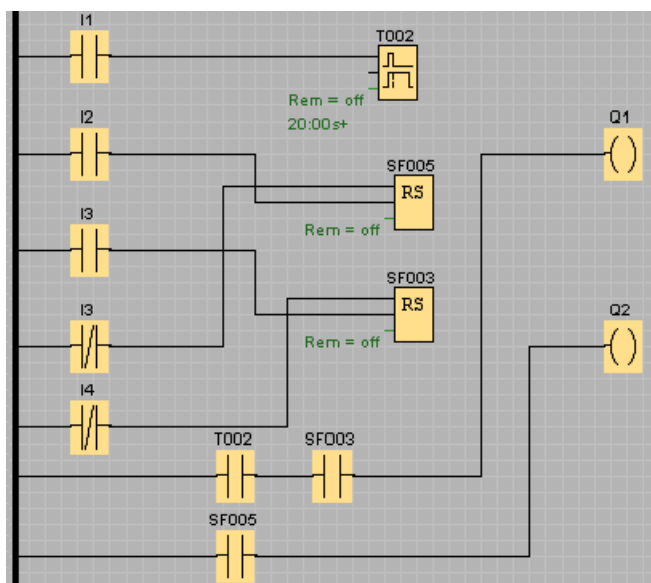 I1
T002
Rem = off
20:00s+
I2
Q1
SF005
RS
Rem = off
I3
SF003
RS
I3
Q2
Rem = off
I4
T002 SF003
SF005